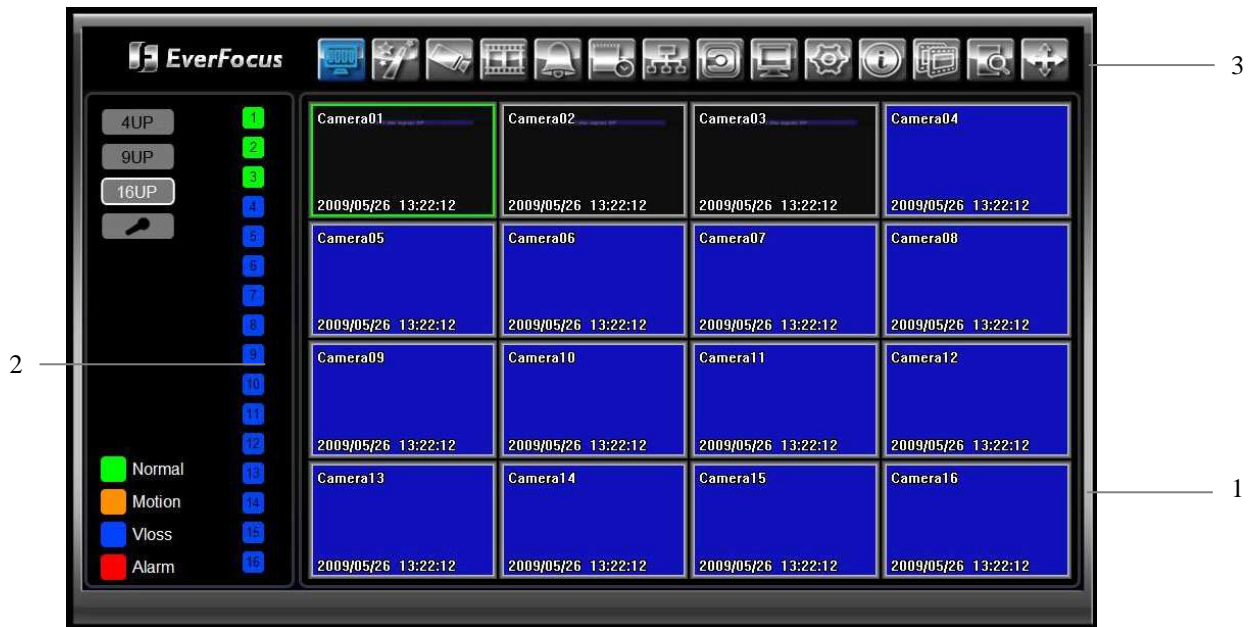 EverFocus
3
4UP
9UP
16UP
1
2
3
4
5
6
7
8
9
10
11
12
13
14
15
16
Normal
Motion
Vloss
Alarm
2
Camera01
Camera02
Camera03
Camera04
2009/05/26 13:22:12
2009/05/26 13:22:12
2009/05/26 13:22:12
2009/05/26 13:22:12
Camera05
Camera06
Camera07
Camera08
2009/05/26 13:22:12
2009/05/26 13:22:12
2009/05/26 13:22:12
2009/05/26 13:22:12
Camera09
Camera10
Camera11
Camera12
2009/05/26 13:22:12
2009/05/26 13:22:12
2009/05/26 13:22:12
2009/05/26 13:22:12
Camera13
Camera14
Camera15
Camera16
2009/05/26 13:22:12
2009/05/26 13:22:12
2009/05/26 13:22:12
2009/05/26 13:22:12
1